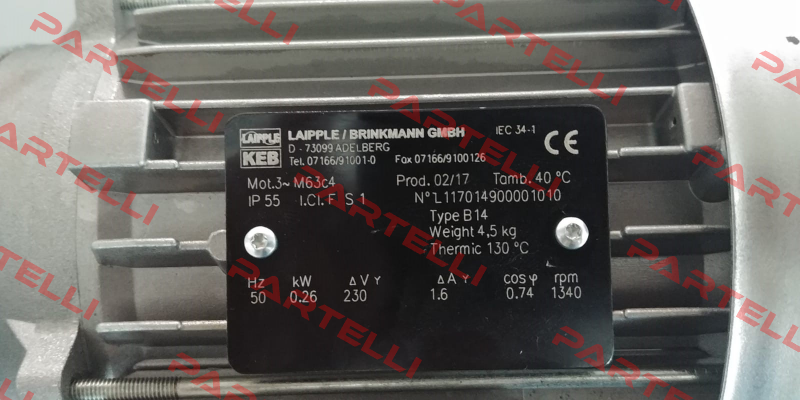 LAIPPLE
KEB
LAIPPLE / BRINKMANN GMBH IEC 34-1 CE
D - 73099 ADELBERG
Tel. 07166/91001-0 Fax 07166/9100126
Mot.3~ M63c4 Prod. 02/17 Tamb. 40 °C
IP 55 I.Cl. F S 1 N° L117014900001010
Type B14
Weight 4,5 kg
Thermic 130 °C
Hz kW Δ V Y Δ A Y cos φ rpm
50 0.26 230 1.6 0.74 1340
PARTELLI
PARTELLI
PARTELLI
PARTELLI
PARTELLI
PARTELLI
PARTELLI
PARTELLI